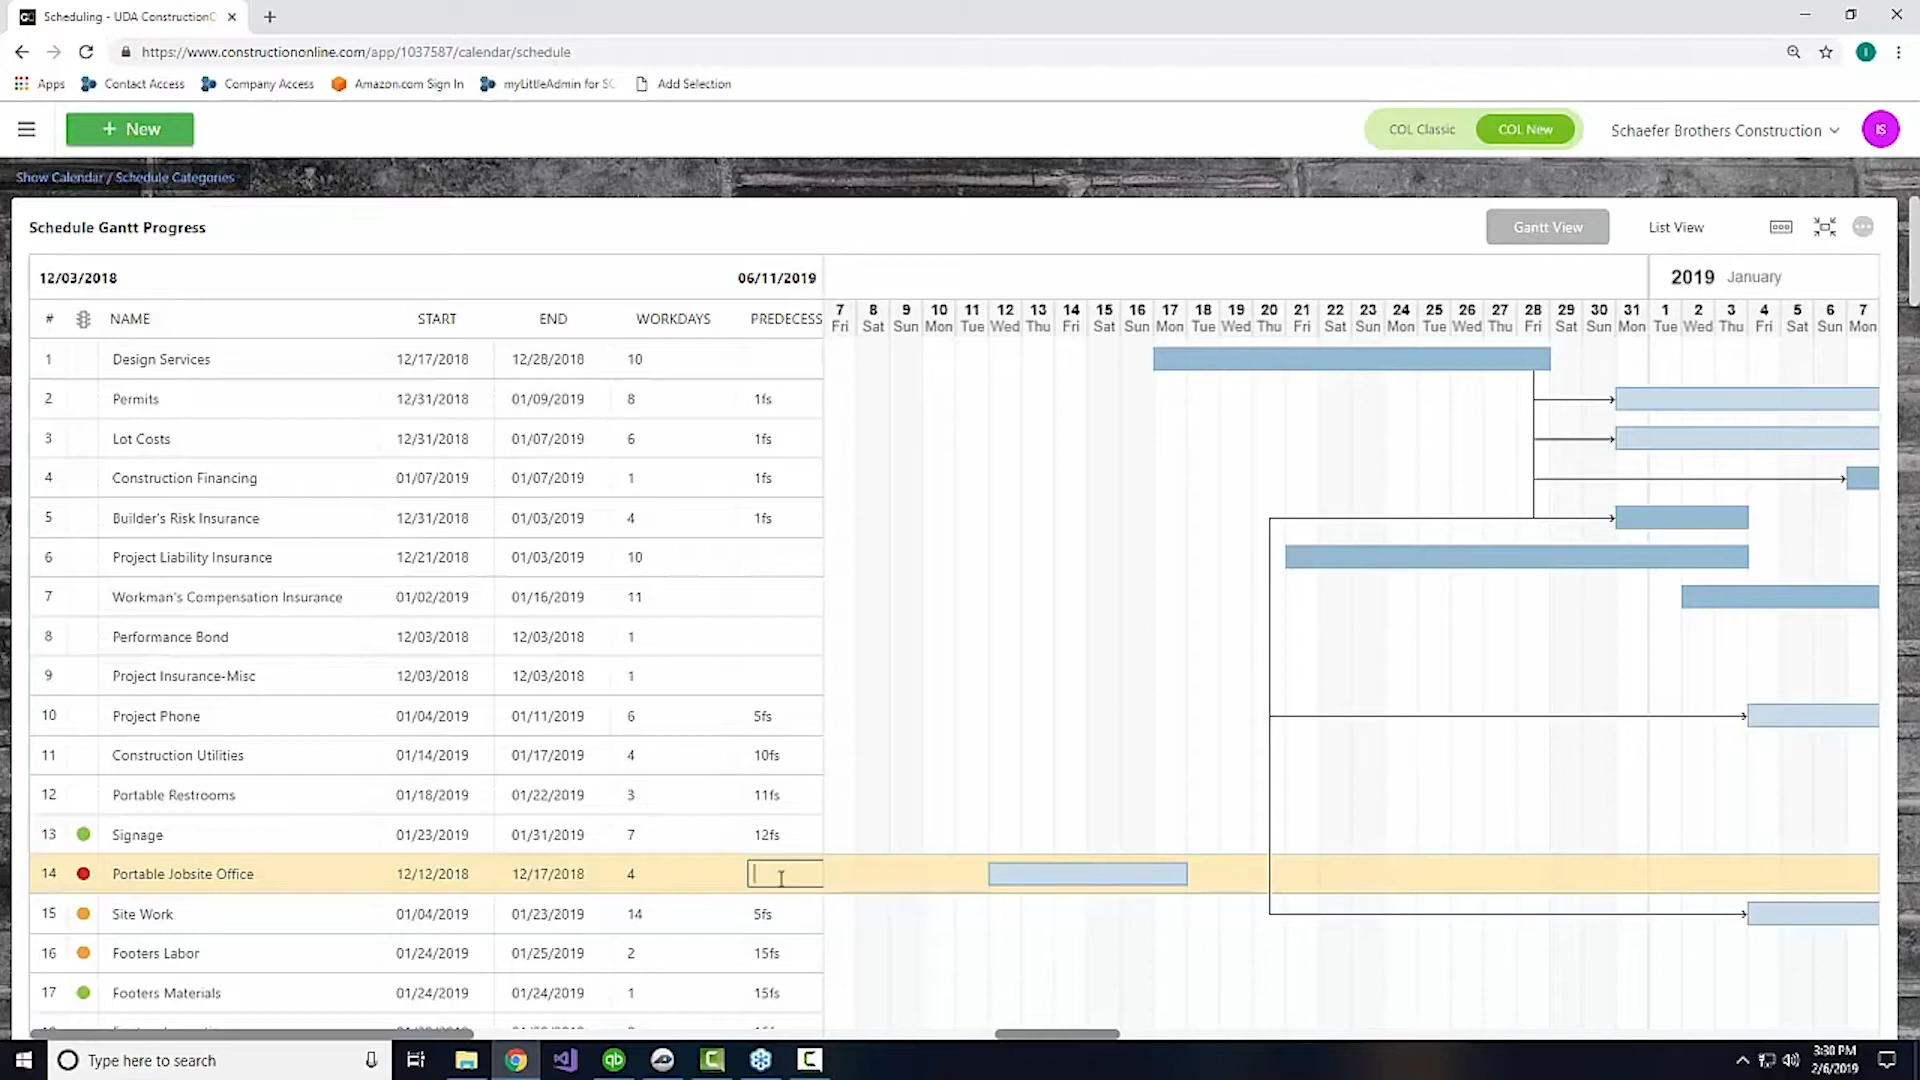 Scheduling - UDA Construction
https://www.constructiononline.com/app/1037587/calendar/schedule
Apps Contact Access Company Access Amazon.com Sign In myLittleAdmin for Add Selection
+ New COL Classic COL New Schaefer Brothers Construction IS
Show Calendar / Schedule Categories
Schedule Gantt Progress Gantt View List View
12/03/2018 06/11/2019 2019 January
# NAME START END WORKDAYS PREDECESS
7 8 9 10 11 12 13 14 15 16 17 18 19 20 21 22 23 24 25 26 27 28 29 30 31 1 2 3 4 5 6 7
Fri Sat Sun Mon Tue Wed Thu Fri Sat Sun Mon Tue Wed Thu Fri Sat Sun Mon Tue Wed Thu Fri Sat Sun Mon Tue Wed Thu Fri Sat Sun Mon
1 Design Services 12/17/2018 12/28/2018 10
2 Permits 12/31/2018 01/09/2019 8 1fs
3 Lot Costs 12/31/2018 01/07/2019 6 1fs
4 Construction Financing 01/07/2019 01/07/2019 1 1fs
5 Builder's Risk Insurance 12/31/2018 01/03/2019 4 1fs
6 Project Liability Insurance 12/21/2018 01/03/2019 10
7 Workman's Compensation Insurance 01/02/2019 01/16/2019 11
8 Performance Bond 12/03/2018 12/03/2018 1
9 Project Insurance-Misc 12/03/2018 12/03/2018 1
10 Project Phone 01/04/2019 01/11/2019 6 5fs
11 Construction Utilities 01/14/2019 01/17/2019 4 10fs
12 Portable Restrooms 01/18/2019 01/22/2019 3 11fs
13 Signage 01/23/2019 01/31/2019 7 12fs
14 Portable Jobsite Office 12/12/2018 12/17/2018 4
15 Site Work 01/04/2019 01/23/2019 14 5fs
16 Footers Labor 01/24/2019 01/25/2019 2 15fs
17 Footers Materials 01/24/2019 01/24/2019 1 15fs
Type here to search
3:30 PM
2/6/2019